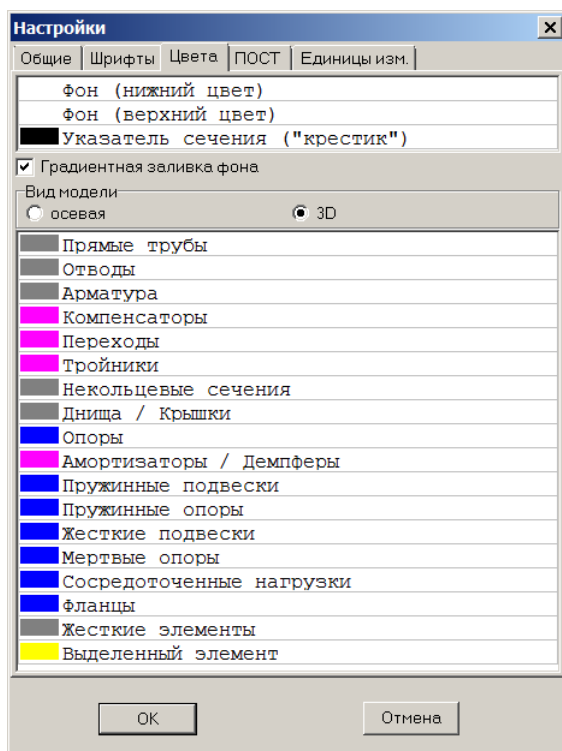 Настройки
Общие Шрифты Цвета ПОСТ Единицы изм.
Фон (нижний цвет)
Фон (верхний цвет)
Указатель сечения ("крестик")
Градиентная заливка фона
Вид модели
осевая 3D
Прямые трубы
Отводы
Арматура
Компенсаторы
Переходы
Тройники
Некольцевые сечения
Днища / Крышки
Опоры
Амортизаторы / Демпферы
Пружинные подвески
Пружинные опоры
Жесткие подвески
Мертвые опоры
Сосредоточенные нагрузки
Фланцы
Жесткие элементы
Выделенный элемент
OK Отмена